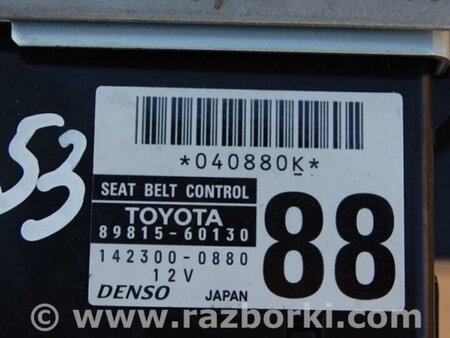 *040880K*
SEAT BELT CONTROL
TOYOTA
89815-60130
88
142300-0880
12V
DENSO JAPAN
53
© www.razborki.com